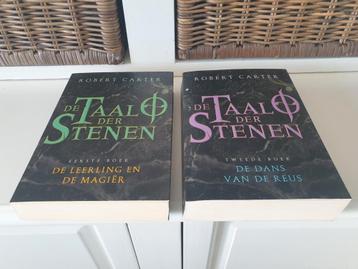 ROBERT CARTER
DE
TAAL
DER
STENEN
EERSTE BOEK
DE LEERLING EN
DE MAGIËR
ROBERT CARTER
DE
TAAL
DER
STENEN
TWEEDE BOEK
DE DANS
VAN DE REUS